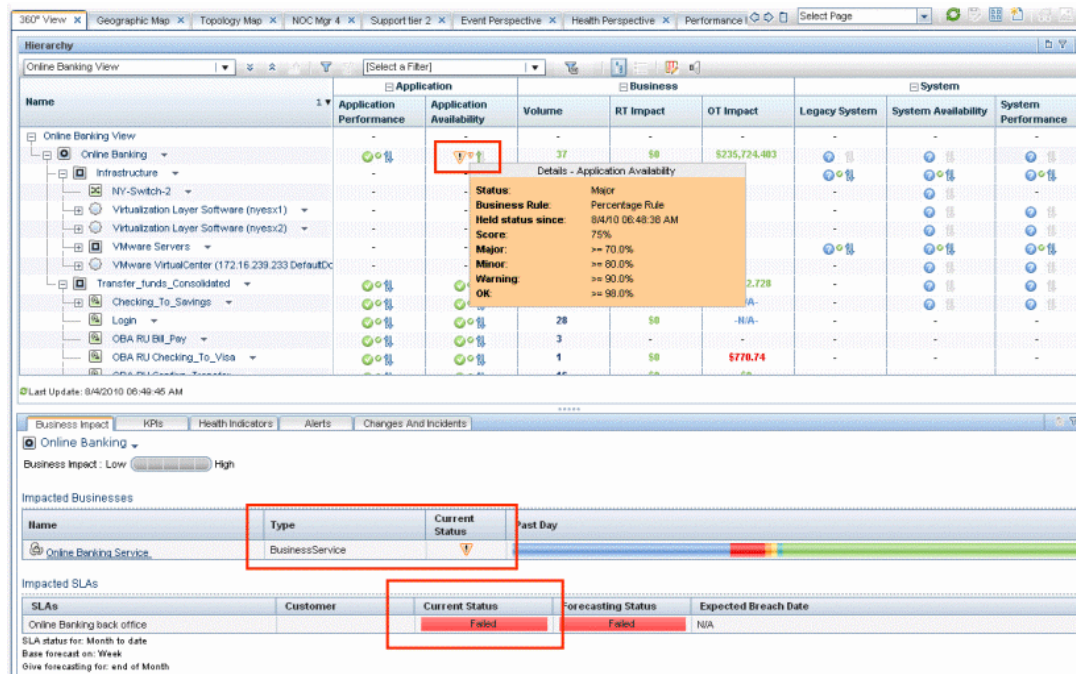 360° View Geographic Map Topology Map NOC Mgr 4 Support tier 2 Event Perspective Health Perspective Performance Select Page
Hierarchy
Online Banking View [Select a Filter]
Application Business System
Name 1 Application Performance Application Availability Volume RT Impact OT Impact Legacy System System Availability System Performance
Online Banking View - - - - - - - -
Online Banking 37 $0 $235,724.403
Infrastructure - -
NY-Switch-2 - - - -
Virtualization Layer Software (nyesx1) - - -
Virtualization Layer Software (nyesx2) - - -
VMware Servers - -
VMware VirtualCenter (172.16.239.233 DefaultDo - - -
Transfer_funds_Consolidated 2.728 -
Checking_To_Savings /A- -
Login 28 $0 -N/A- - - -
OBA RU Bill_Pay 3 - - - - -
OBA RU Checking_To_Visa 1 $0 $770.74 - - -
Details - Application Availability
Status: Major
Business Rule: Percentage Rule
Held status since: 8/4/10 06:48:38 AM
Score: 75%
Major: >= 70.0%
Minor: >= 80.0%
Warning: >= 90.0%
OK: >= 98.0%
Last Update: 8/4/2010 06:49:45 AM
Business Impact KPIs Health Indicators Alerts Changes And Incidents
Online Banking
Business Impact : Low High
Impacted Businesses
Name Type Current Status Past Day
Online Banking Service. BusinessService
Impacted SLAs
SLAs Customer Current Status Forecasting Status Expected Breach Date
Online Banking back office Failed Failed N/A
SLA status for: Month to date
Base forecast on: Week
Give forecasting for: end of Month